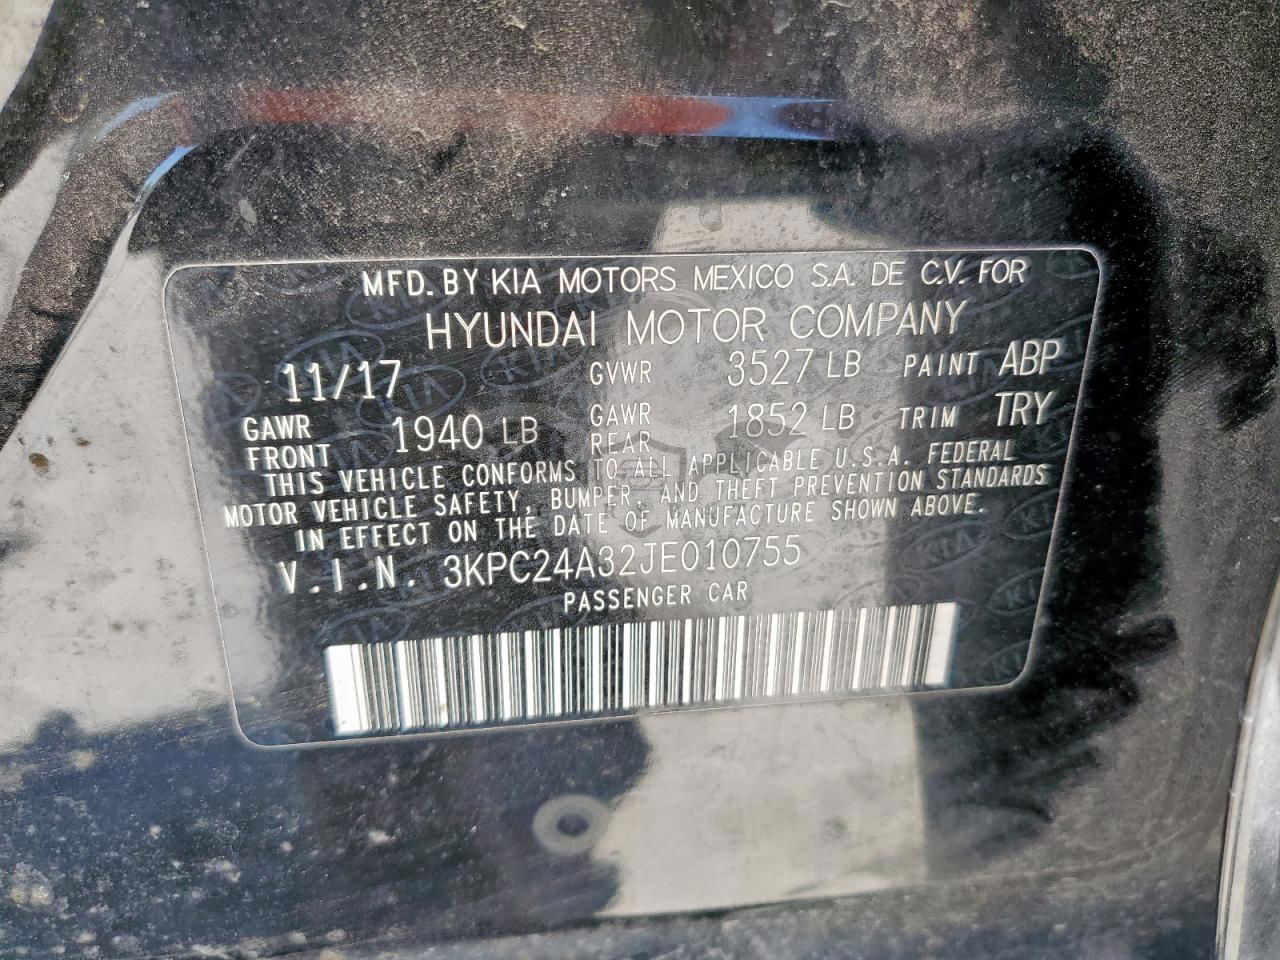 MFD. BY KIA MOTORS MEXICO S.A. DE C.V. FOR
HYUNDAI MOTOR COMPANY
11/17 GVWR 3527 LB PAINT ABP
GAWR FRONT 1940 LB GAWR REAR 1852 LB TRIM TRY
THIS VEHICLE CONFORMS TO ALL APPLICABLE U.S.A. FEDERAL
MOTOR VEHICLE SAFETY, BUMPER, AND THEFT PREVENTION STANDARDS
IN EFFECT ON THE DATE OF MANUFACTURE SHOWN ABOVE.
V.I.N. 3KPC24A32JE010755
PASSENGER CAR